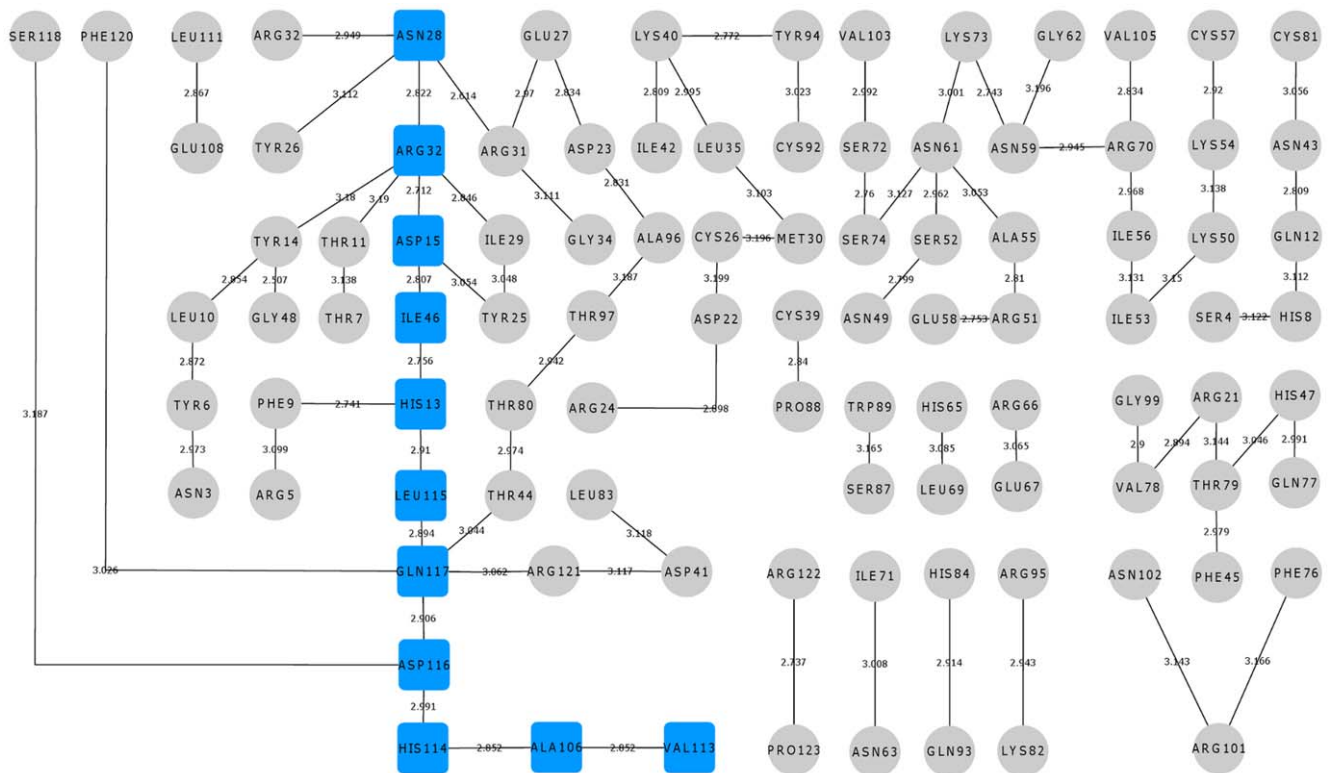 SER118 PHE120 LEU111 ARG32 2.949 ASN28 GLU27 LYS40 2.772 TYR94 VAL103 LYS73 GLY62 VAL105 CYS57 CYS81
2.867 3.112 2.822 2.614 2.97 2.834 2.809 2.995 3.023 2.992 3.001 2.743 3.196 2.834 2.92 3.056
GLU108 TYR26 ARG32 ARG31 ASP23 ILE42 LEU35 CYS92 SER72 ASN61 ASN59 2.945 ARG70 LYS54 ASN43
3.18 3.19 2.712 2.846 3.111 2.831 3.103 2.76 3.127 2.962 3.053 2.968 3.138 2.809
TYR14 THR11 ASP15 ILE29 GLY34 ALA96 CYS26 3.196 MET30 SER74 SER52 ALA55 ILE56 LYS50 GLN12
2.854 2.507 3.138 2.807 3.054 3.048 3.187 3.199 2.799 2.81 3.131 3.15 3.112
LEU10 GLY48 THR7 ILE46 TYR25 THR97 ASP22 CYS39 ASN49 GLU58 2.753 ARG51 ILE53 SER4 3.122 HIS8
2.872 2.756 2.942 2.84
3.187 TYR6 PHE9 2.741 HIS13 THR80 ARG24 2.898 PRO88 TRP89 HIS65 ARG66 GLY99 ARG21 HIS47
2.973 3.099 2.91 2.974 3.165 3.085 3.065 2.9 2.894 3.144 3.046 2.991
ASN3 ARG5 LEU115 THR44 LEU83 SER87 LEU69 GLU67 VAL78 THR79 GLN77
2.894 3.044 3.118 2.979
3.026 GLN117 3.062 ARG121 3.117 ASP41 ARG122 ILE71 HIS84 ARG95 ASN102 PHE45 PHE76
2.906
ASP116 2.737 3.008 2.914 2.943 3.143 3.166
2.991
HIS114 2.852 ALA106 2.852 VAL113 PRO123 ASN63 GLN93 LYS82 ARG101